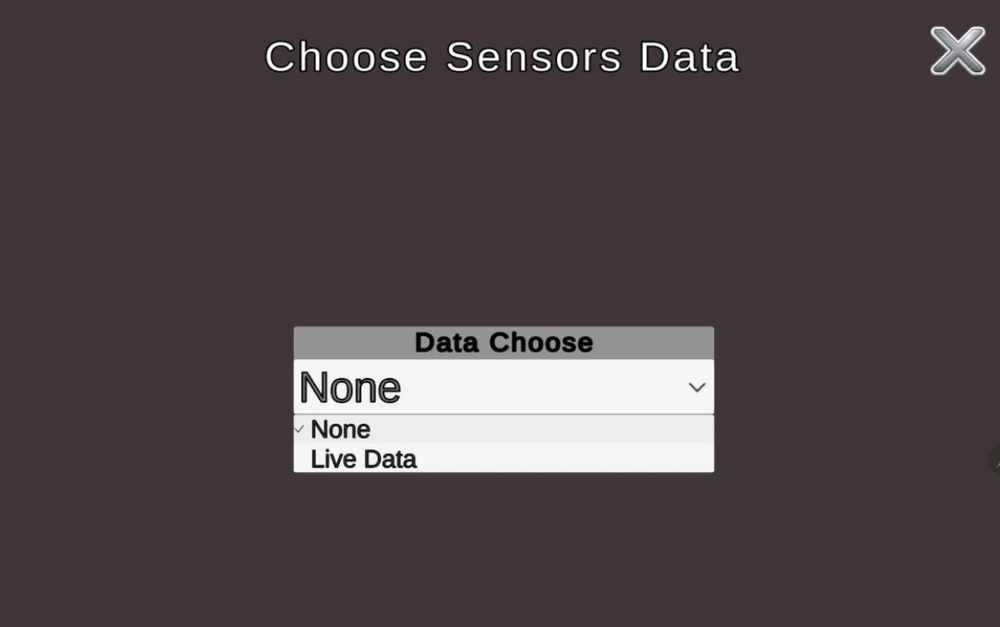 Choose Sensors Data
Data Choose
None
None
Live Data